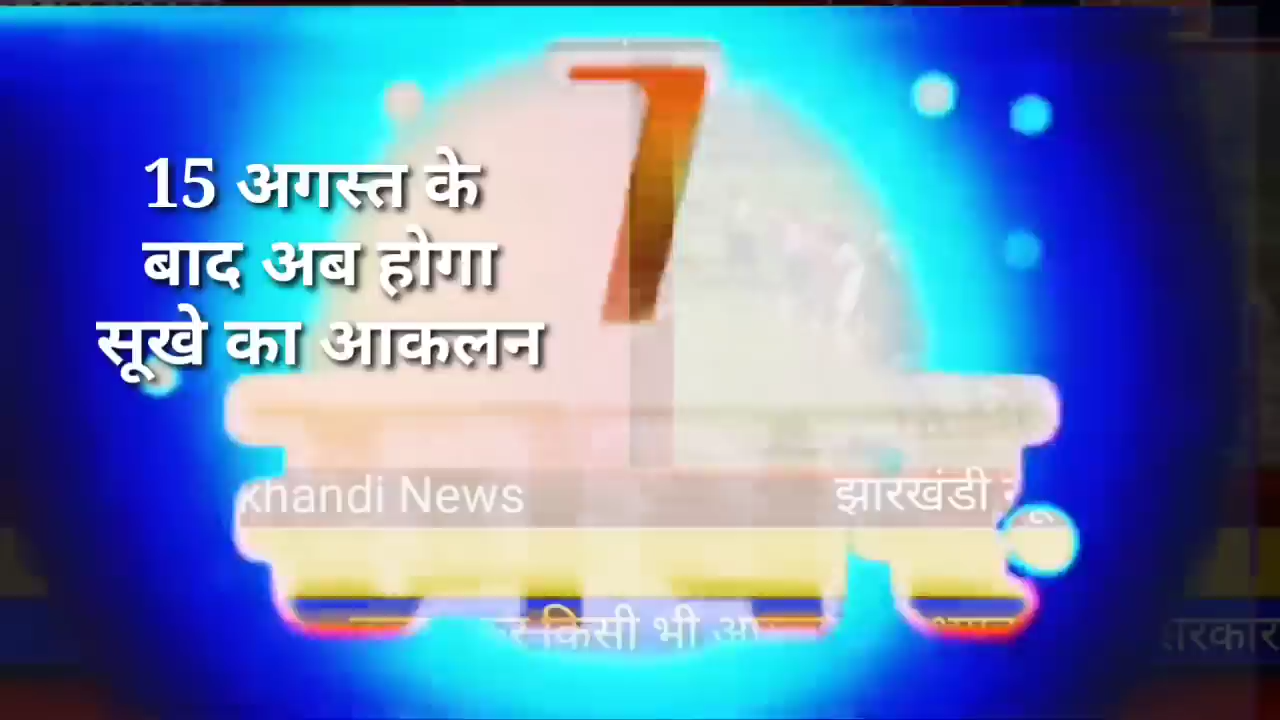 15 अगस्त के
बाद अब होगा
सूखे का आकलन
khandi News
झारखंडी
किसी भी